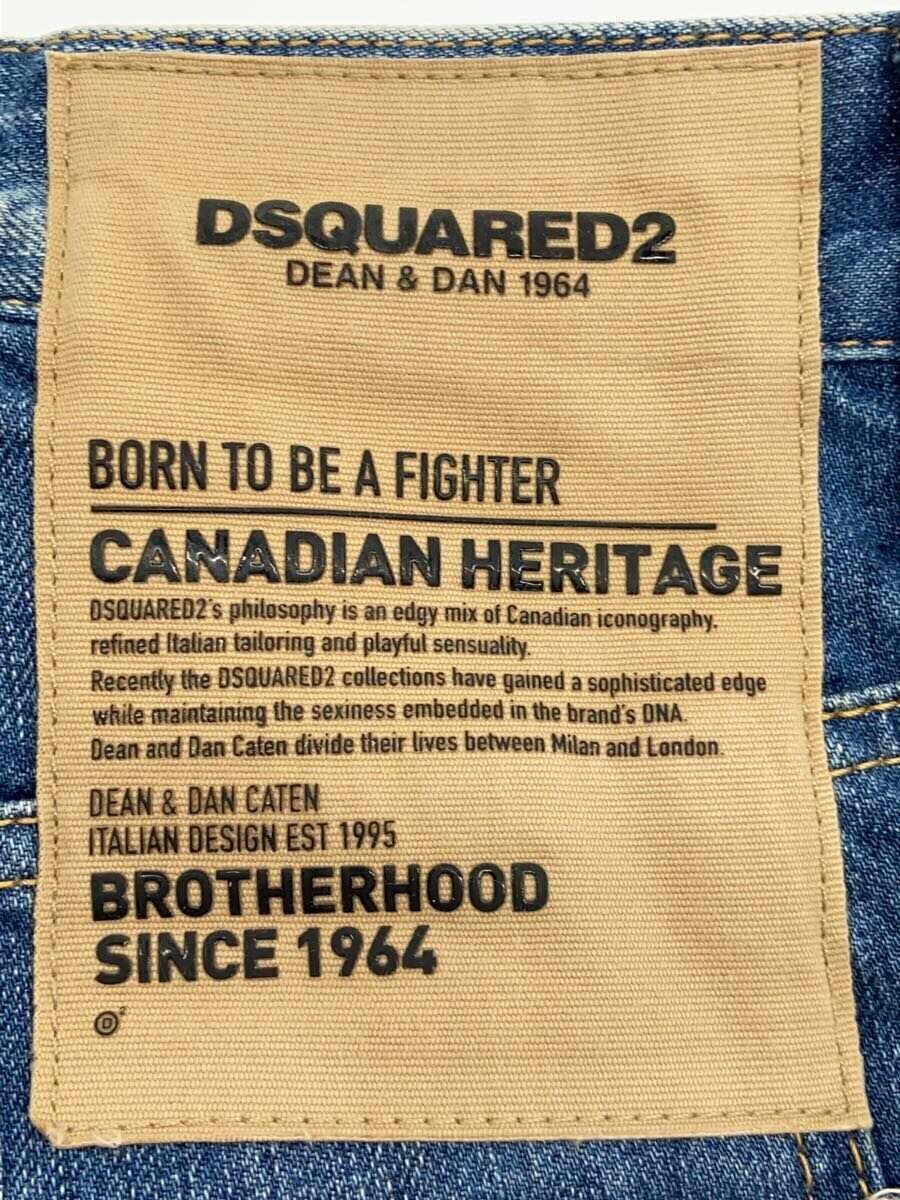 DSQUARED2
DEAN & DAN 1964
BORN TO BE A FIGHTER
CANADIAN HERITAGE
DSQUARED2's philosophy is an edgy mix of Canadian iconography,
refined Italian tailoring and playful sensuality.
Recently the DSQUARED2 collections have gained a sophisticated edge
while maintaining the sexiness embedded in the brand's DNA.
Dean and Dan Caten divide their lives between Milan and London.
DEAN & DAN CATEN
ITALIAN DESIGN EST 1995
BROTHERHOOD
SINCE 1964
D²